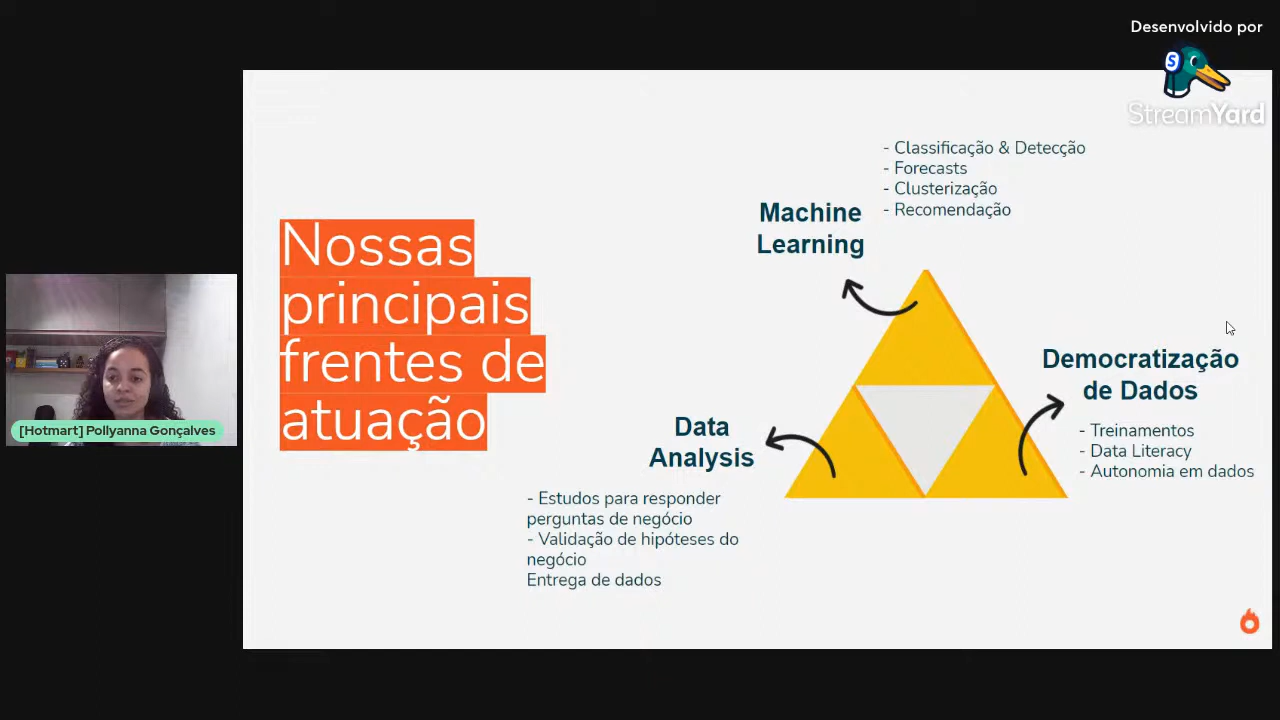 Desenvolvido por
StreamYard
Nossas
principais
frentes de
atuação
Machine
Learning
- Classificação & Detecção
- Forecasts
- Clusterização
- Recomendação
Democratização
de Dados
- Treinamentos
- Data Literacy
- Autonomia em dados
Data
Analysis
- Estudos para responder
perguntas de negócio
- Validação de hipóteses do
negócio
Entrega de dados
[Hotmart] Pollyanna Gonçalves